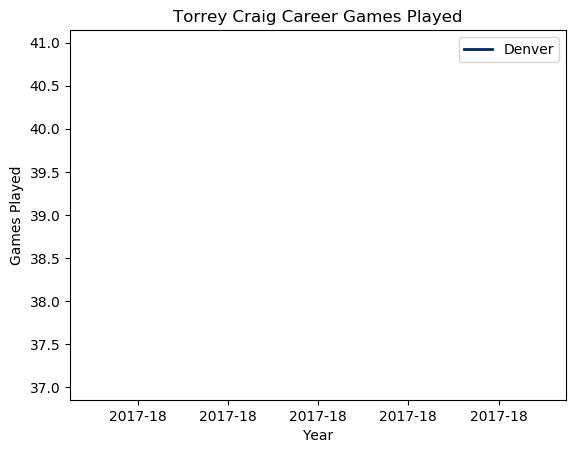 Torrey Craig Career Games Played
Denver
41.0
40.5
40.0
39.5
39.0
38.5
38.0
37.5
37.0
Games Played
2017-18 2017-18 2017-18 2017-18 2017-18
Year